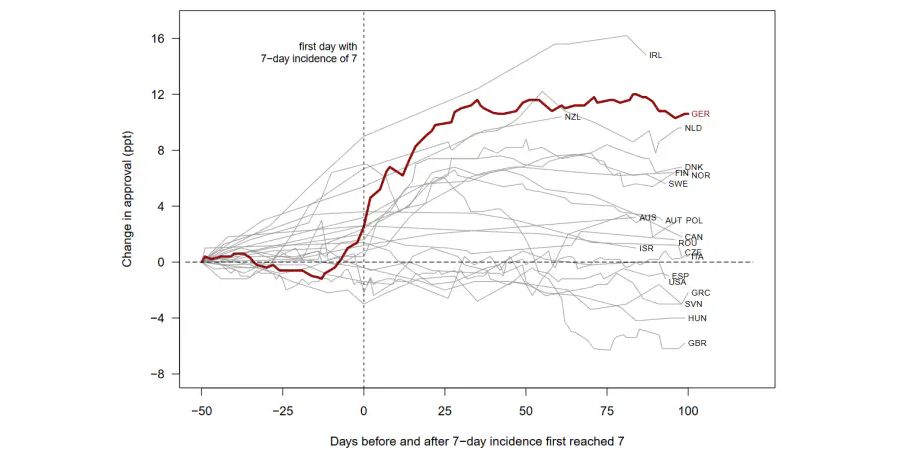 16
12
8
4
0
−4
−8
Change in approval (ppt)
first day with
7−day incidence of 7
IRL
GER
NZL
NLD
DNK
FIN NOR
SWE
AUS AUT POL
CAN
ROU
ISR
CZE
ITA
ESP
USA
GRC
SVN
HUN
GBR
−50 −25 0 25 50 75 100
Days before and after 7−day incidence first reached 7